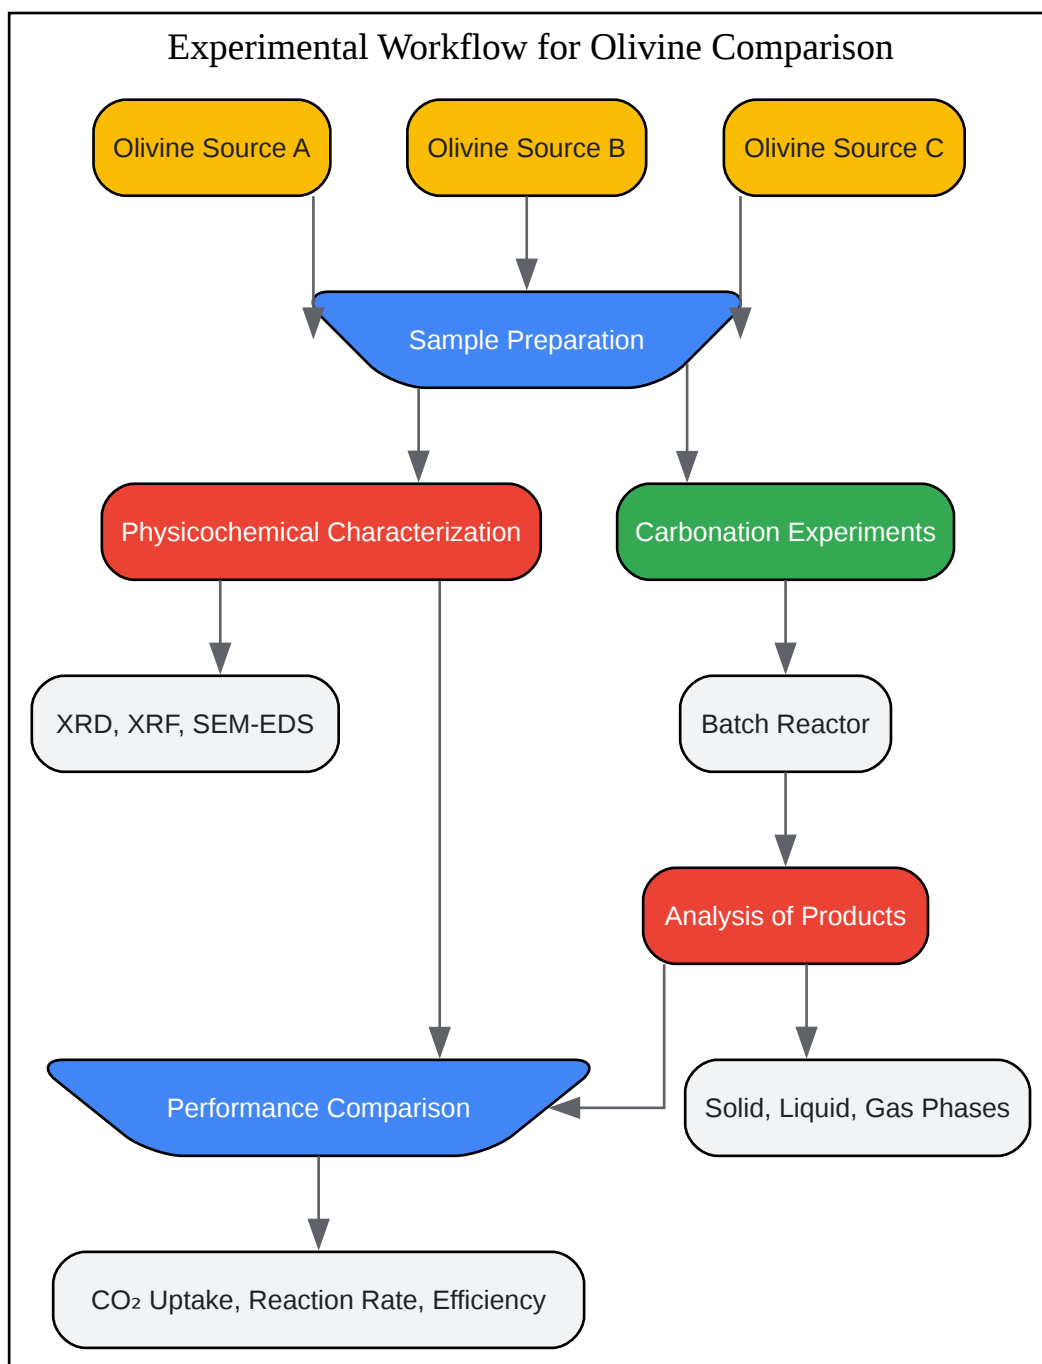 Experimental Workflow for Olivine Comparison
Olivine Source A
Olivine Source B
Olivine Source C
Sample Preparation
Physicochemical Characterization
Carbonation Experiments
XRD, XRF, SEM-EDS
Batch Reactor
Analysis of Products
Performance Comparison
Solid, Liquid, Gas Phases
CO₂ Uptake, Reaction Rate, Efficiency